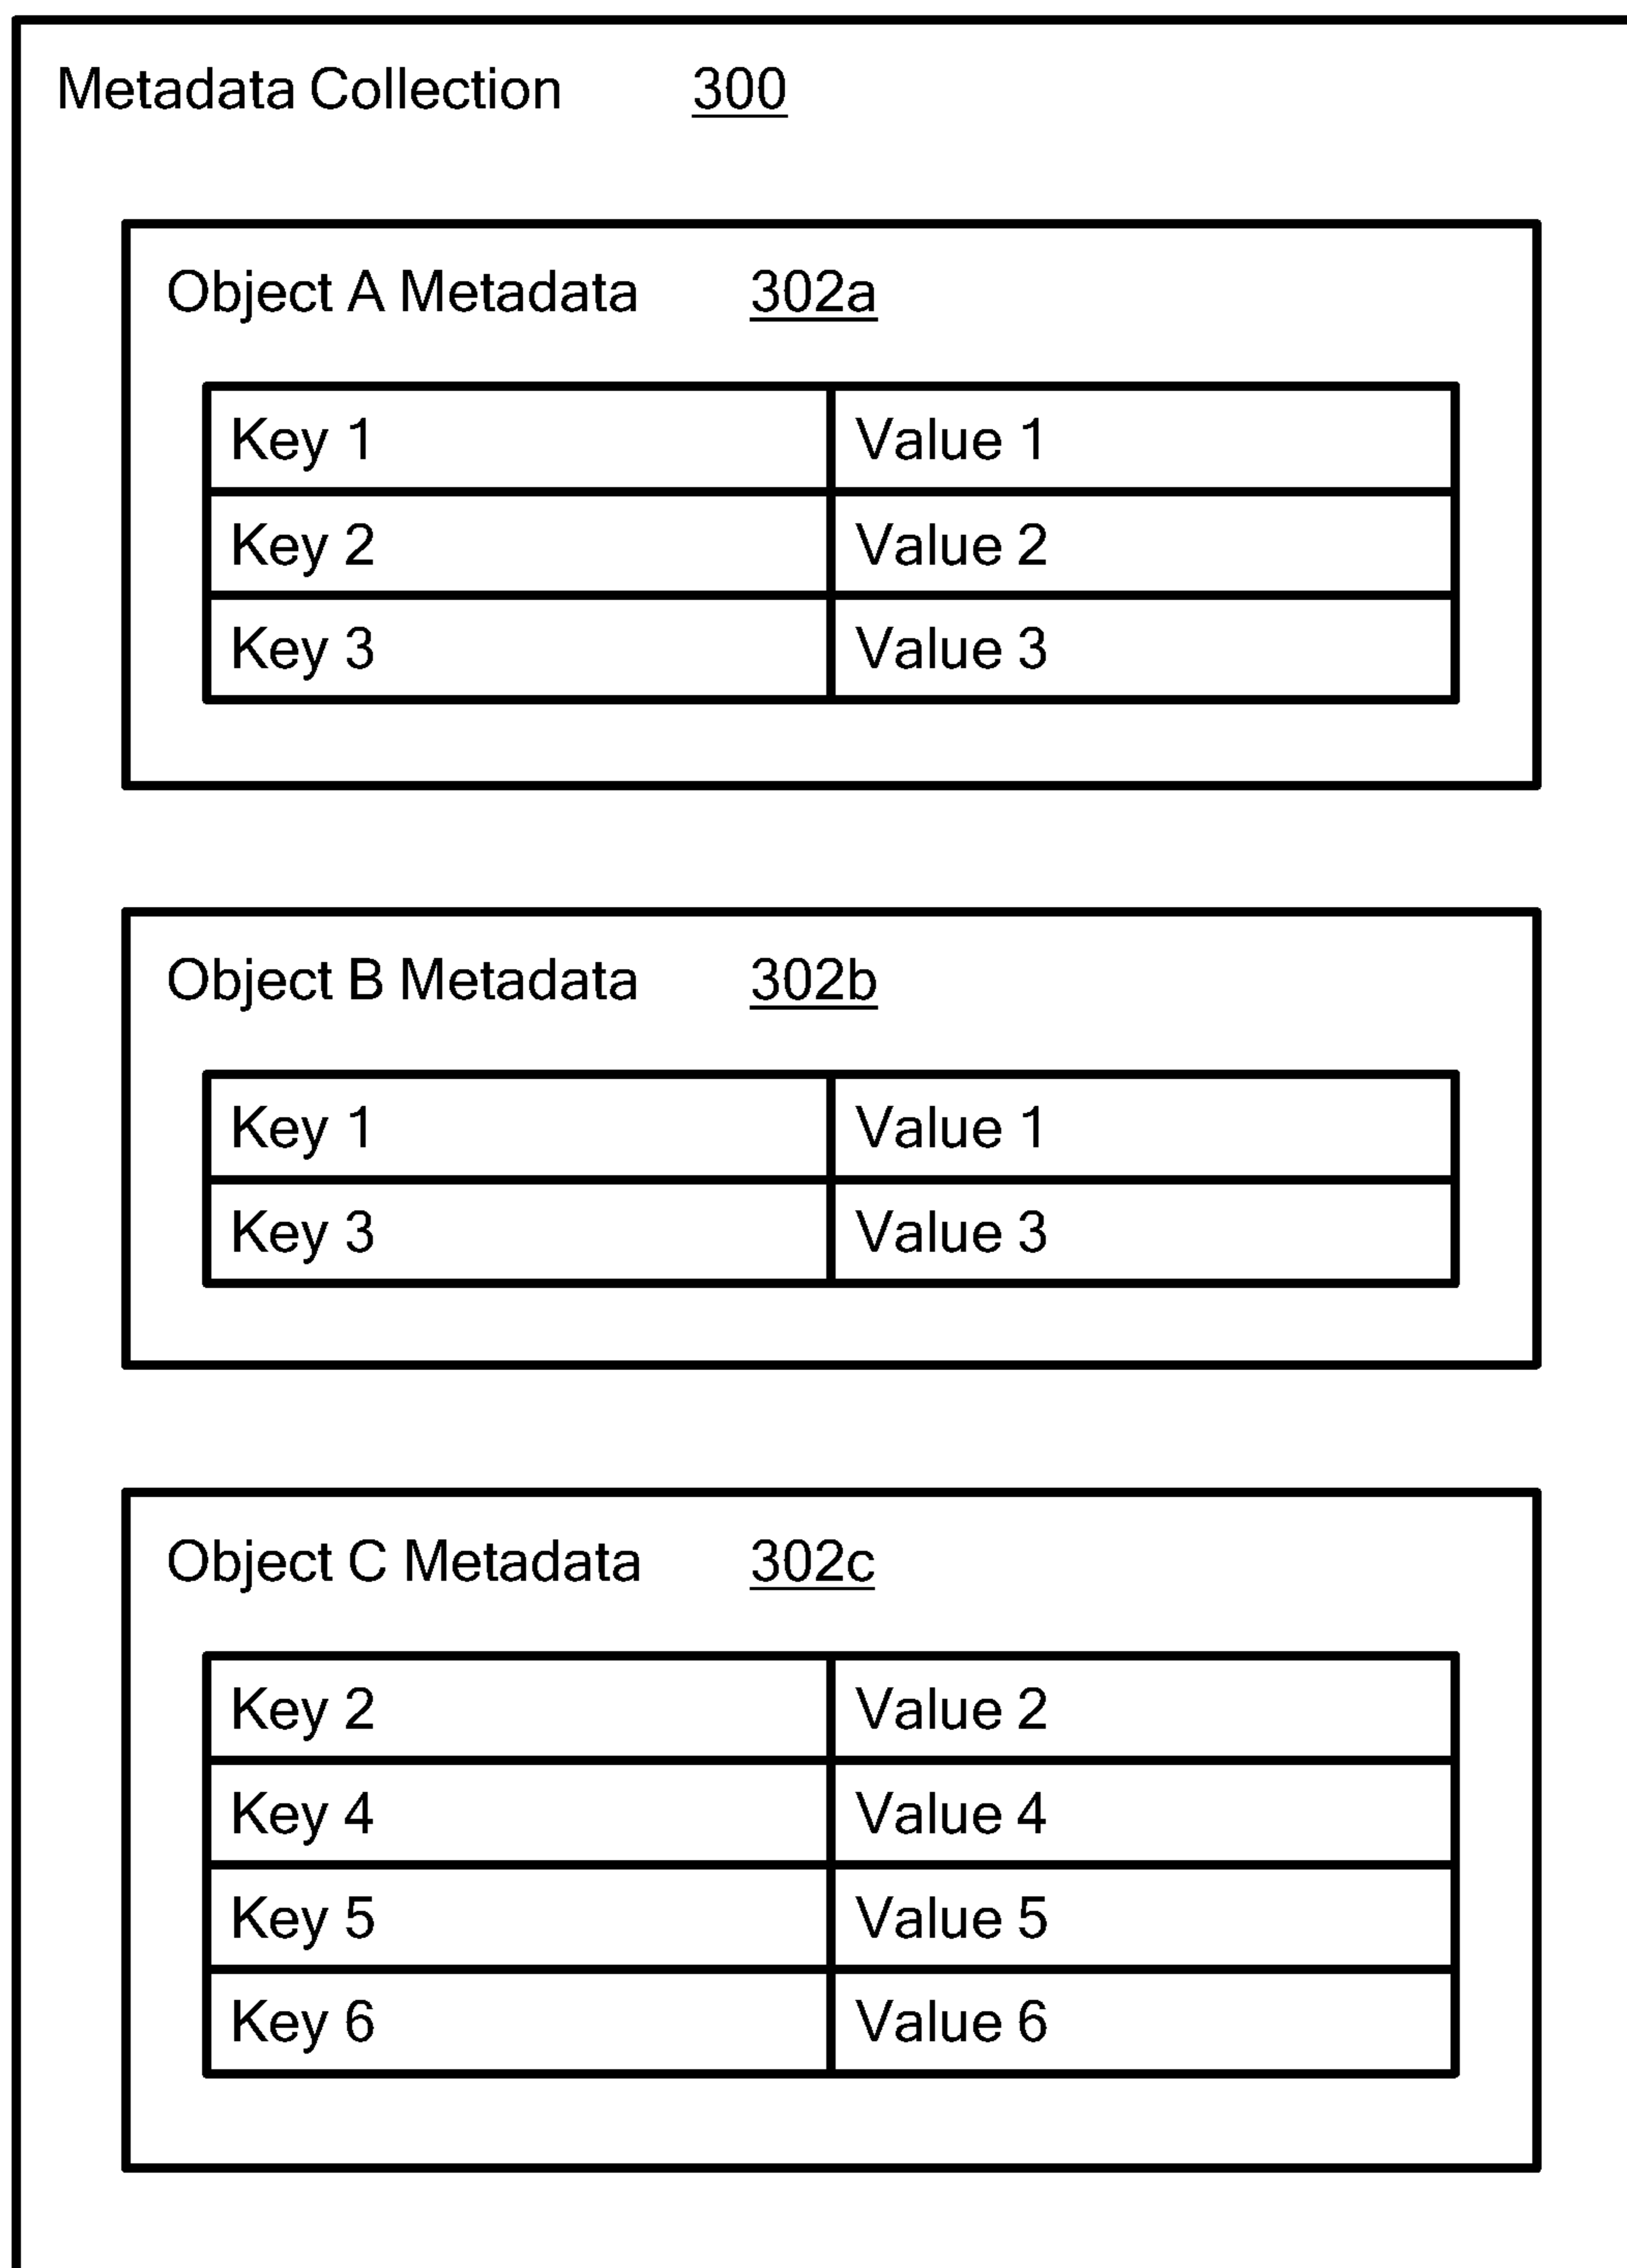 Metadata Collection 300
Object A Metadata 302a
Key 1 Value 1
Key 2 Value 2
Key 3 Value 3
Object B Metadata 302b
Key 1 Value 1
Key 3 Value 3
Object C Metadata 302c
Key 2 Value 2
Key 4 Value 4
Key 5 Value 5
Key 6 Value 6